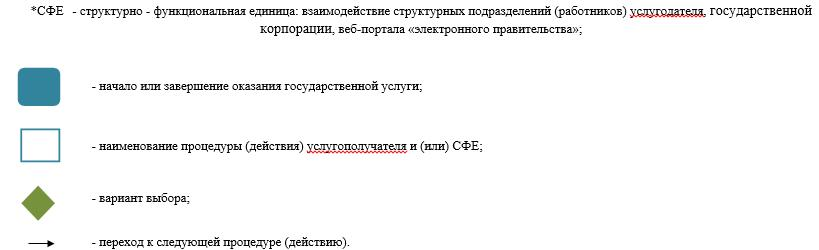 *СФЕ - структурно - функциональная единица: взаимодействие структурных подразделений (работников) услугодателя, государственной
корпорации, веб-портала «электронного правительства»;
- начало или завершение оказания государственной услуги;
- наименование процедуры (действия) услугополучателя и (или) СФЕ;
- вариант выбора;
- переход к следующей процедуре (действию).